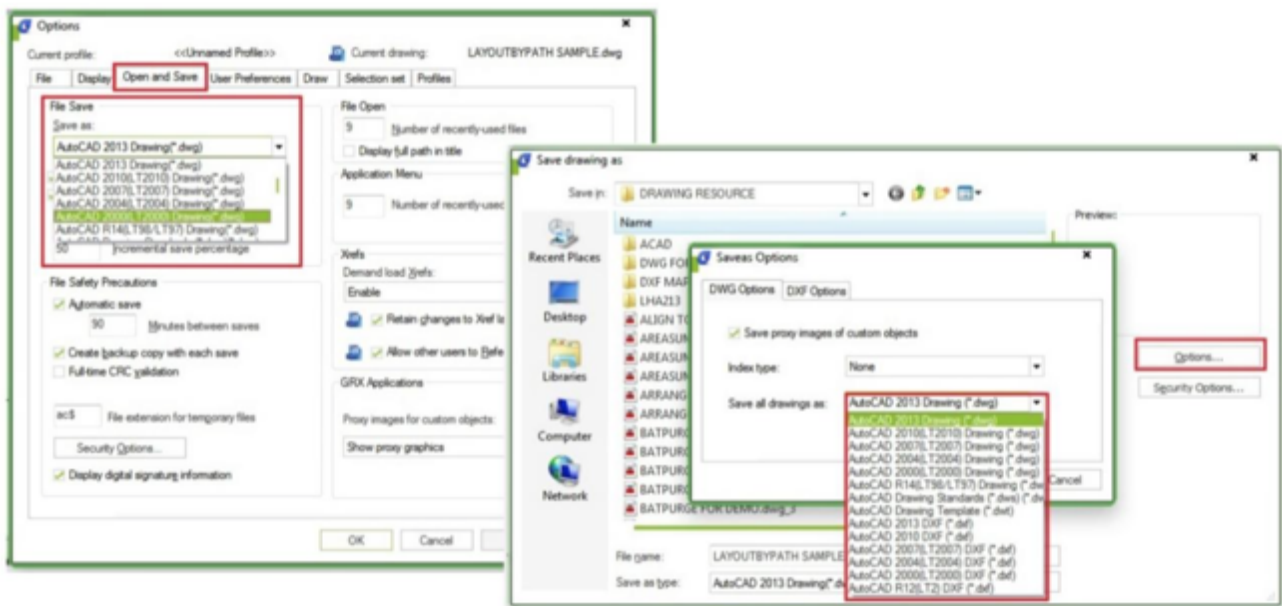 Options
Current profile: <<Unnamed Profile>> Current drawing: LAYOUTBYPATH SAMPLE.dwg
File Display Open and Save User Preferences Draw Selection set Profiles
File Save
Save as:
AutoCAD 2013 Drawing(*.dwg)
AutoCAD 2013 Drawing(*.dwg)
AutoCAD 2010(LT2010) Drawing(*.dwg)
AutoCAD 2007(LT2007) Drawing(*.dwg)
AutoCAD 2004(LT2004) Drawing(*.dwg)
AutoCAD 2000(LT2000) Drawing(*.dwg)
AutoCAD R14(LT98/LT97) Drawing(*.dwg)
50 Incremental save percentage
File Safety Precautions
Automatic save
90 Minutes between saves
Create backup copy with each save
Full-time CRC validation
ac$ File extension for temporary files
Security Options...
Display digital signature information
File Open
9 Number of recently-used files
Display full path in title
Application Menu
9 Number of recently-used
Xrefs
Demand load Xrefs:
Enable
Retain changes to Xref la
Allow other users to Refe
GRX Applications
Proxy images for custom objects:
Show proxy graphics
OK Cancel
Save drawing as
Save in: DRAWING RESOURCE
Recent Places
Desktop
Libraries
Computer
Network
Name
ACAD
DWG FO
DXF MAP
LHA213
ALIGN TO
AREASUM
AREASUM
AREASUM
ARRANG
ARRANG
BATPURG
BATPURG
BATPURG
BATPURGE FOR DEMO.dwg_3
Preview:
Options...
Security Options...
File name: LAYOUTBYPATH SAMPLE
Save as type: AutoCAD 2013 Drawing(*.dw
Saveas Options
DWG Options DXF Options
Save proxy images of custom objects
Index type: None
Save all drawings as: AutoCAD 2013 Drawing (*.dwg)
AutoCAD 2013 Drawing (*.dwg)
AutoCAD 2010(LT2010) Drawing (*.dwg)
AutoCAD 2007(LT2007) Drawing (*.dwg)
AutoCAD 2004(LT2004) Drawing (*.dwg)
AutoCAD 2000(LT2000) Drawing (*.dwg)
AutoCAD R14(LT98/LT97) Drawing (*.dw
AutoCAD Drawing Standards (*.dws) (*.dw
AutoCAD Drawing Template (*.dwt)
AutoCAD 2013 DXF (*.dxf)
AutoCAD 2010 DXF (*.dxf)
AutoCAD 2007(LT2007) DXF (*.dxf)
AutoCAD 2004(LT2004) DXF (*.dxf)
AutoCAD 2000(LT2000) DXF (*.dxf)
AutoCAD R12(LT2) DXF (*.dxf)
Cancel